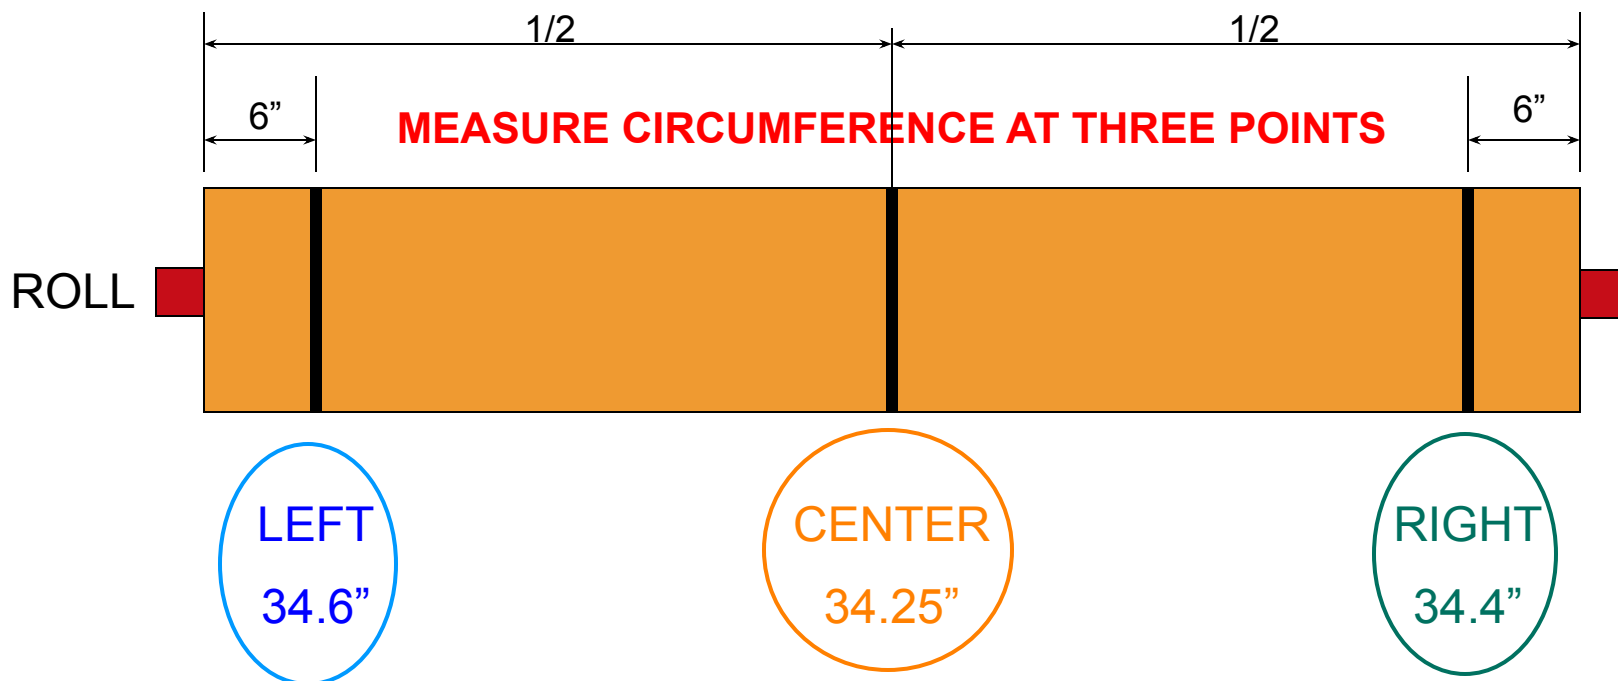 1/2 1/2
6” 6”
MEASURE CIRCUMFERENCE AT THREE POINTS
ROLL
LEFT CENTER RIGHT
34.6” 34.25” 34.4”